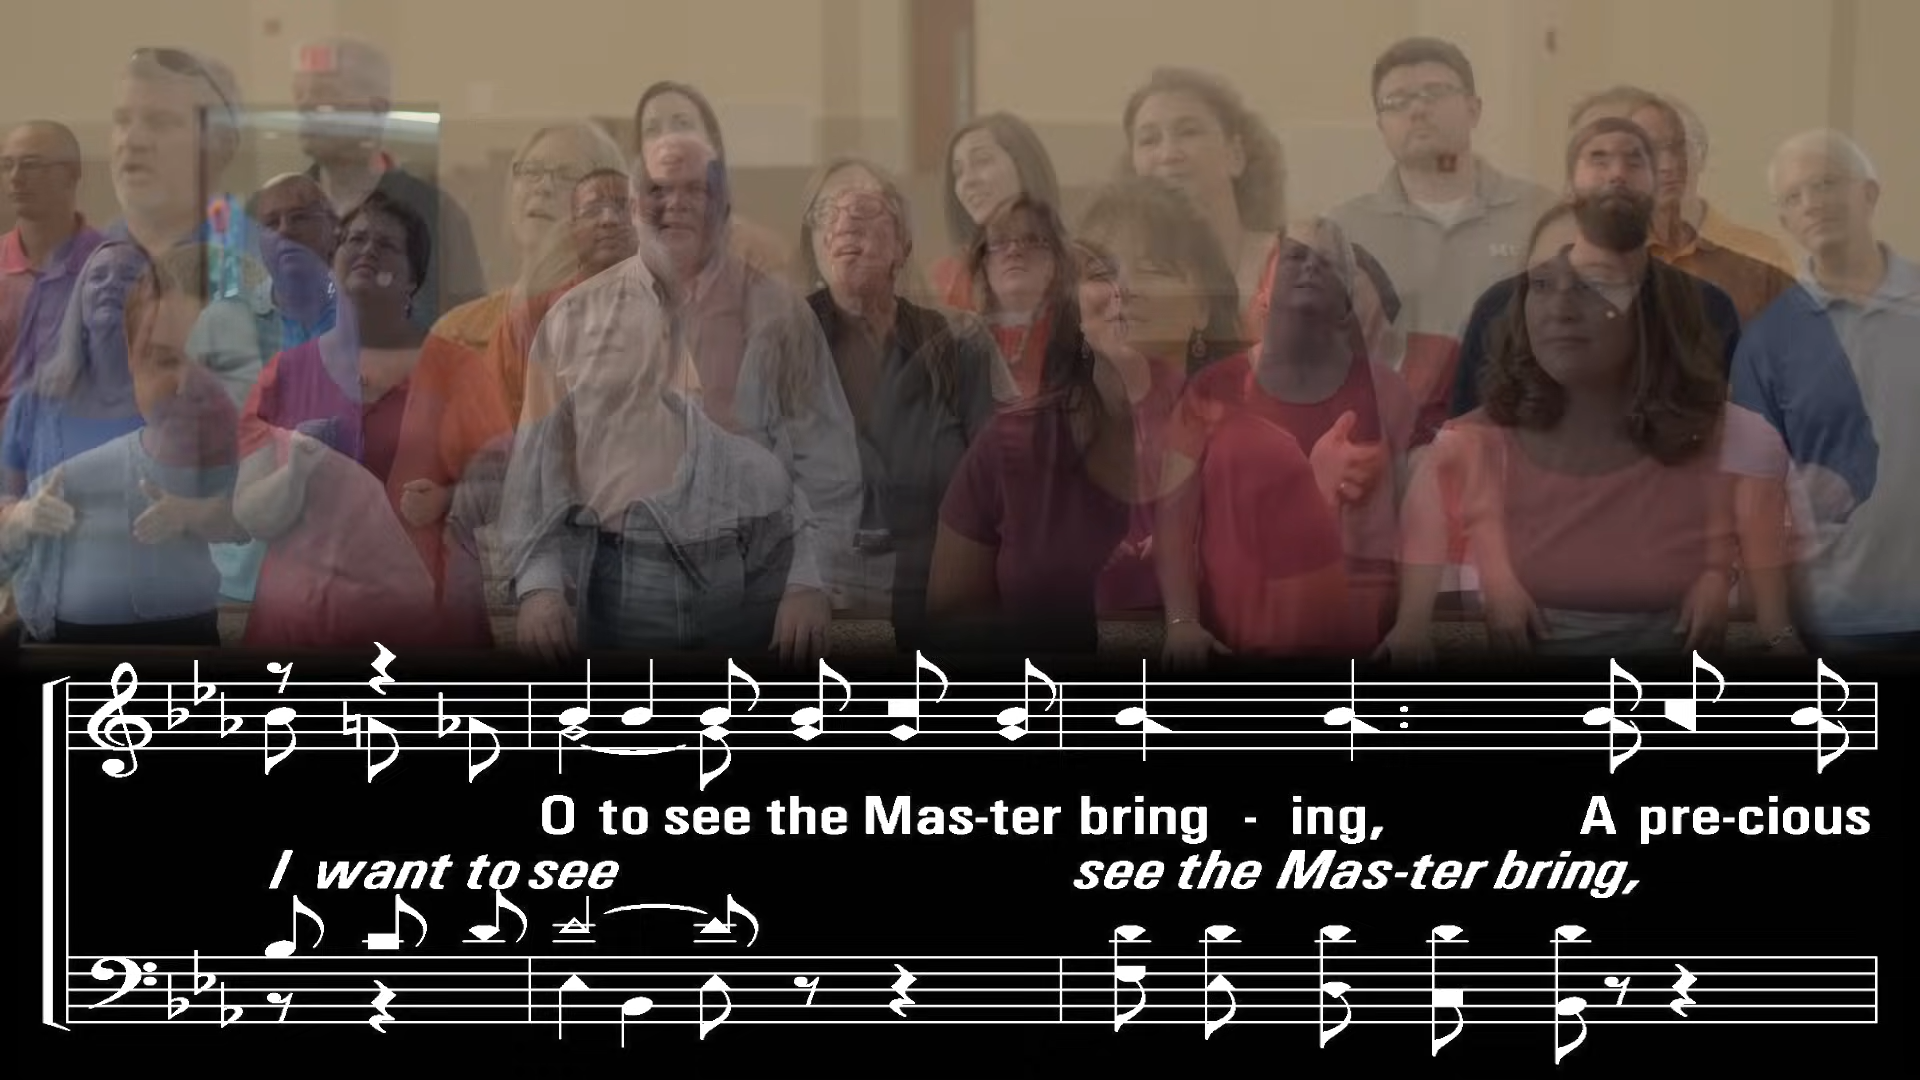 O to see the Mas-ter bring - ing, A pre-cious
I want to see see the Mas-ter bring,